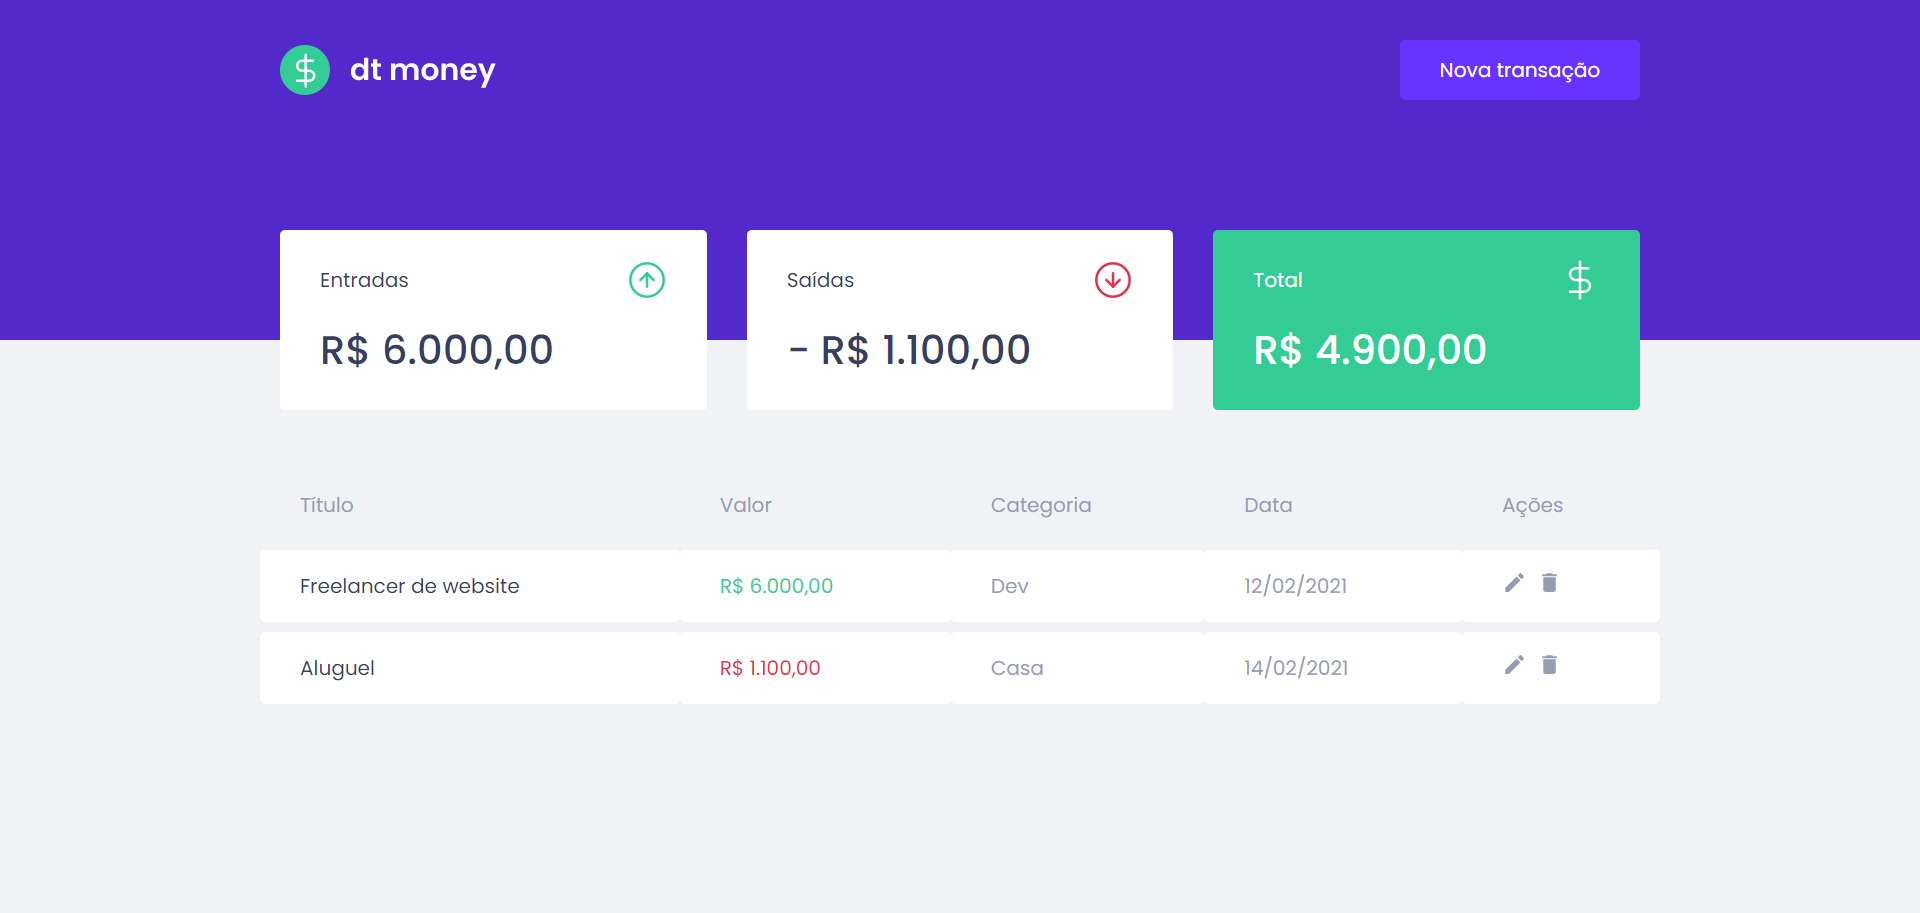 dt money
Nova transação
Entradas
Saídas
Total
R$ 6.000,00
- R$ 1.100,00
R$ 4.900,00
Título Valor Categoria Data Ações
Freelancer de website R$ 6.000,00 Dev 12/02/2021
Aluguel R$ 1.100,00 Casa 14/02/2021